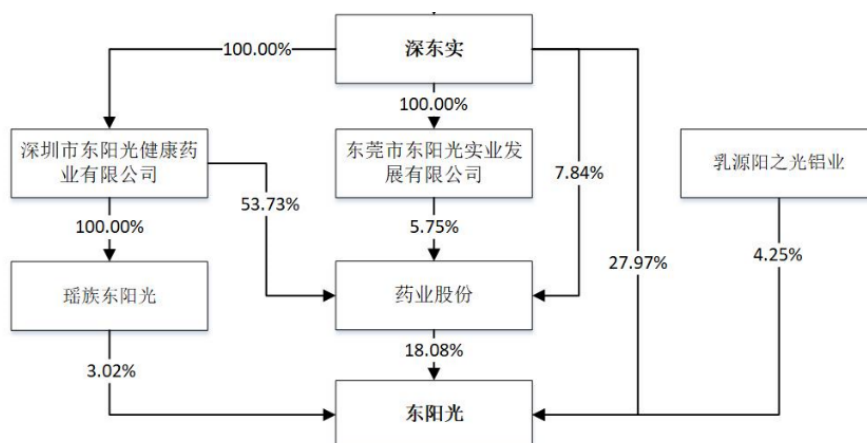 深东实
100.00%
100.00%
深圳市东阳光健康药
业有限公司
东莞市东阳光实业发
展有限公司
乳源阳之光铝业
7.84%
53.73%
100.00%
5.75%
27.97%
4.25%
瑶族东阳光
药业股份
18.08%
3.02%
东阳光